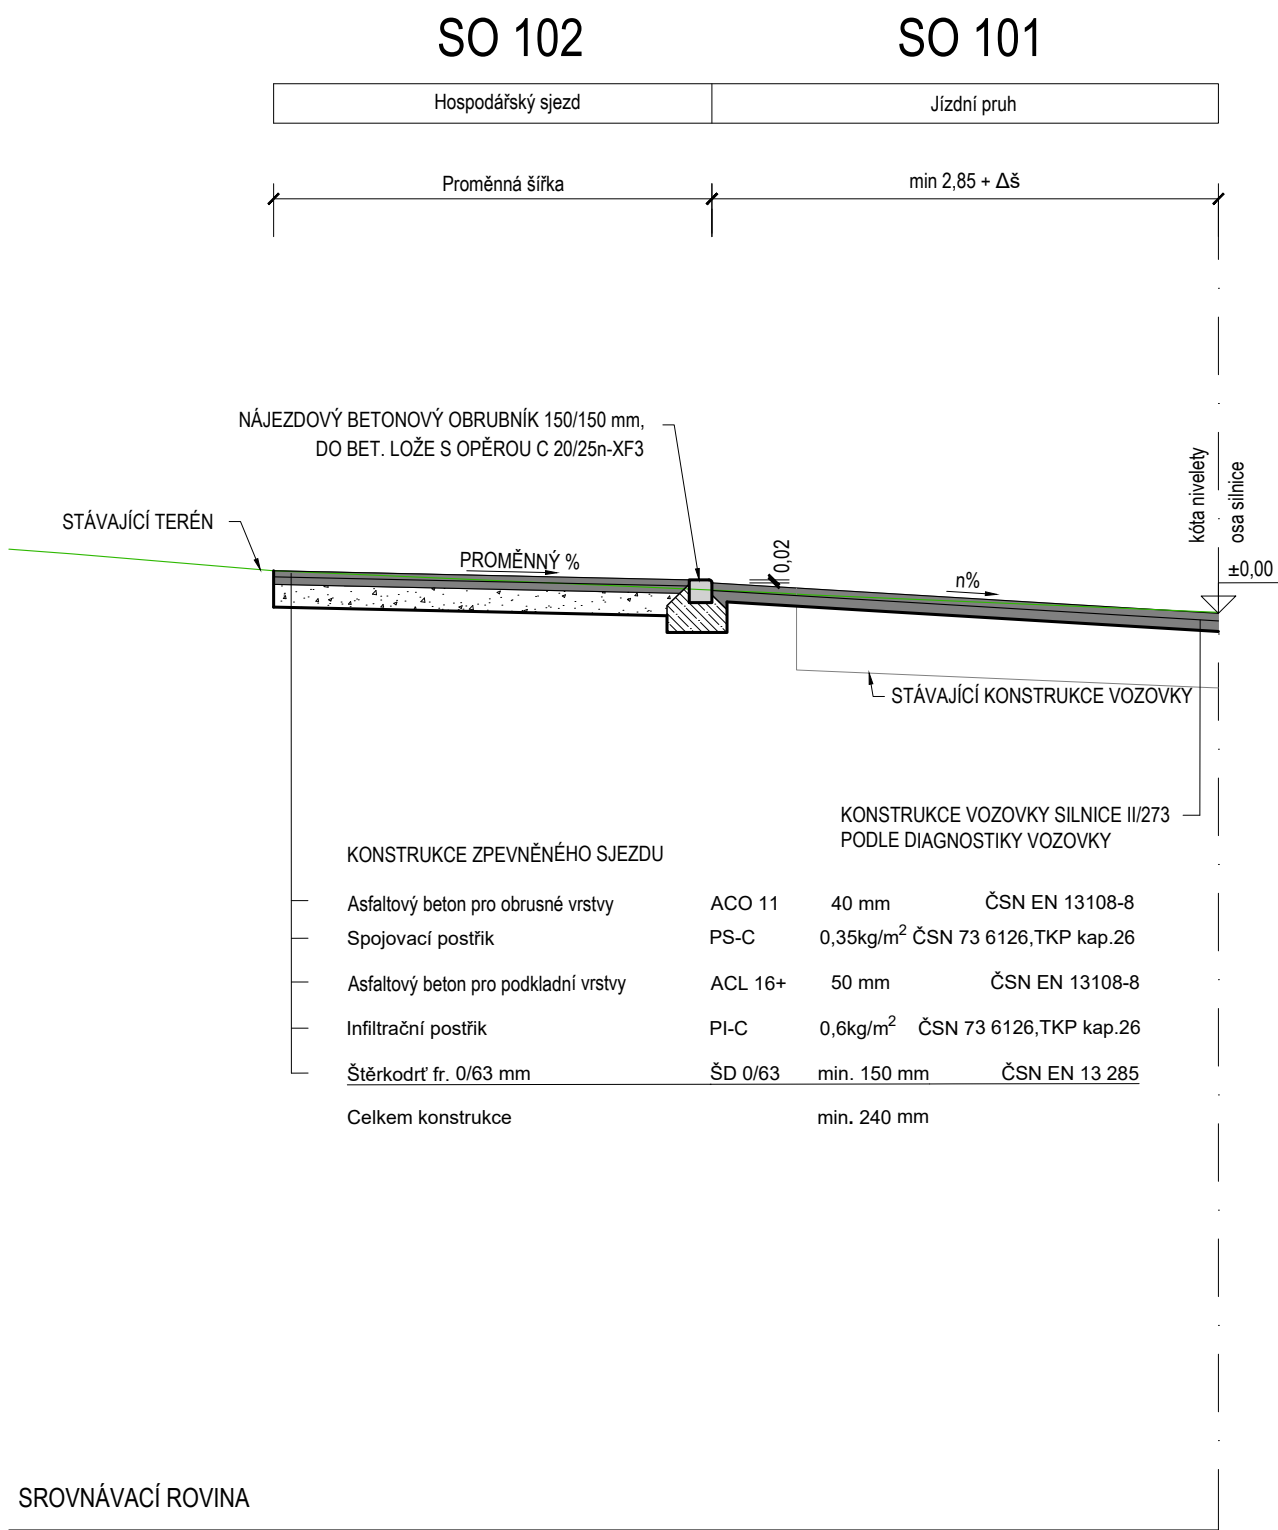 SO 102
SO 101
Hospodářský sjezd
Jízdní pruh
Proměnná šířka
min 2,85 + Δš
NÁJEZDOVÝ BETONOVÝ OBRUBNÍK 150/150 mm,
DO BET. LOŽE S OPĚROU C 20/25n-XF3
kóta nivelety
osa silnice
STÁVAJÍCÍ TERÉN
PROMĚNNÝ %
0,02
n%
±0,00
STÁVAJÍCÍ KONSTRUKCE VOZOVKY
KONSTRUKCE VOZOVKY SILNICE II/273
PODLE DIAGNOSTIKY VOZOVKY
KONSTRUKCE ZPEVNĚNÉHO SJEZDU
Asfaltový beton pro obrusné vrstvy ACO 11 40 mm ČSN EN 13108-8
Spojovací postřik PS-C 0,35kg/m² ČSN 73 6126,TKP kap.26
Asfaltový beton pro podkladní vrstvy ACL 16+ 50 mm ČSN EN 13108-8
Infiltrační postřik PI-C 0,6kg/m² ČSN 73 6126,TKP kap.26
Štěrkodrť fr. 0/63 mm ŠD 0/63 min. 150 mm ČSN EN 13 285
Celkem konstrukce min. 240 mm
SROVNÁVACÍ ROVINA